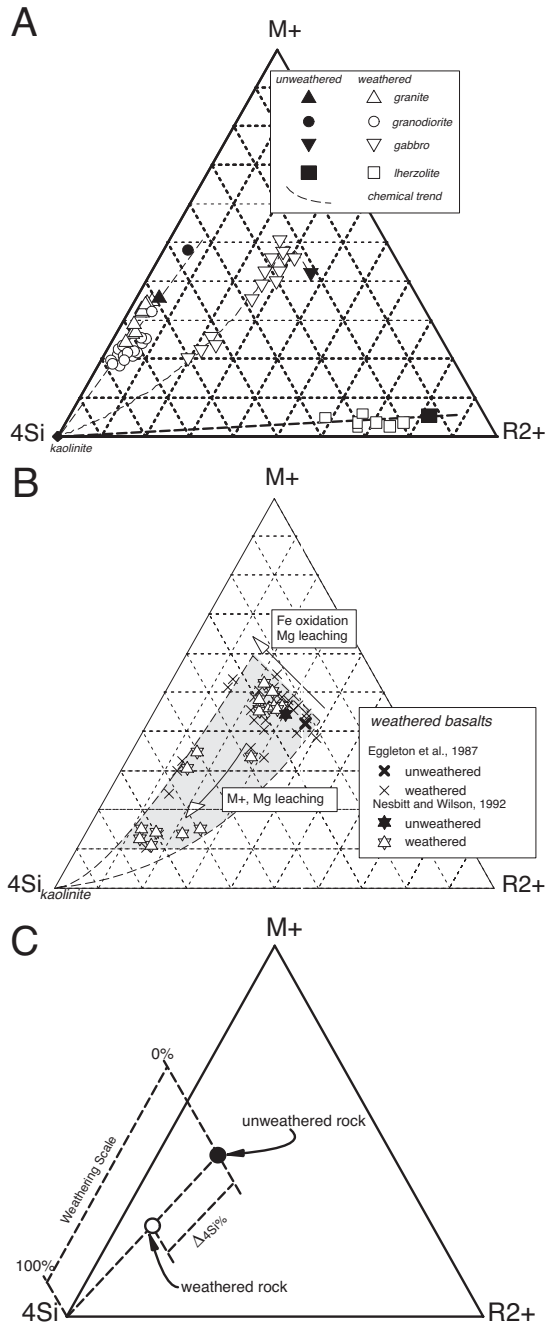 A
M+
unweathered weathered
granite
granodiorite
gabbro
lherzolite
chemical trend
4Si
kaolinite
R2+
B
M+
Fe oxidation
Mg leaching
weathered basalts
Eggleton et al., 1987
unweathered
weathered
Nesbitt and Wilson, 1992
unweathered
weathered
M+, Mg leaching
4Si
kaolinite
R2+
C
M+
0%
unweathered rock
Weathering Scale
Δ4Si%
100%
weathered rock
4Si
R2+